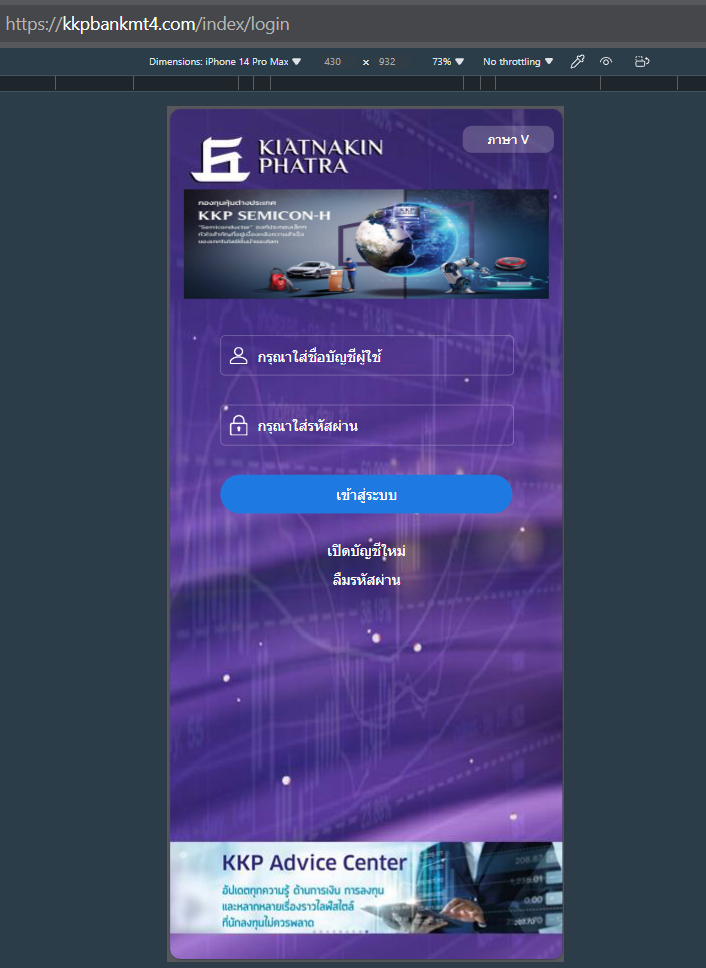 https://kkpbankmt4.com/index/login
Dimensions: iPhone 14 Pro Max ▼ 430 × 932 73% ▼ No throttling ▼
ภาษา V
KIATNAKIN
PHATRA
กองทุนหุ้นต่างประเทศ
KKP SEMICON-H
กรุณาใส่ชื่อบัญชีผู้ใช้
กรุณาใส่รหัสผ่าน
เข้าสู่ระบบ
เปิดบัญชีใหม่
ลืมรหัสผ่าน
KKP Advice Center
อัปเดตทุกความรู้ ด้านการเงิน การลงทุน
และหลากหลายเรื่องราวไลฟ์สไตล์
ที่นักลงทุนไม่ควรพลาด